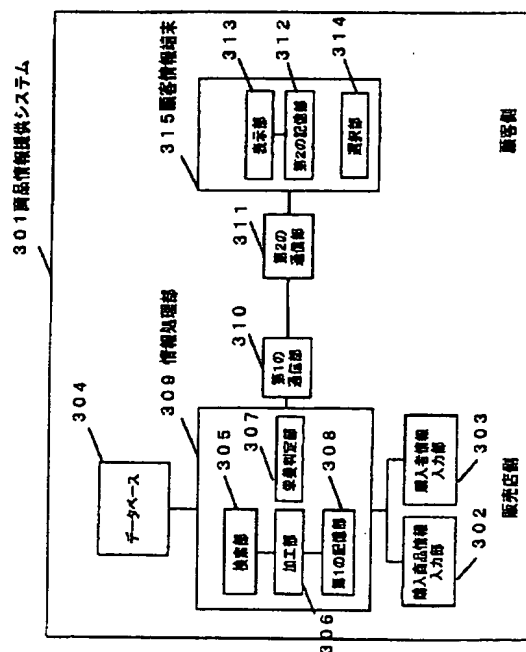 301商品情報提供システム
304
データベース
309 情報処理部
305
検索部
307
栄養判定部
加工部
306
308
第1の記憶部
302
購入商品情報
入力部
303
購入者情報
入力部
販売店側
310
第1の
通信部
311
第2の
通信部
315顧客情報端末
313
表示部
312
第2の記憶部
314
選択部
顧客側